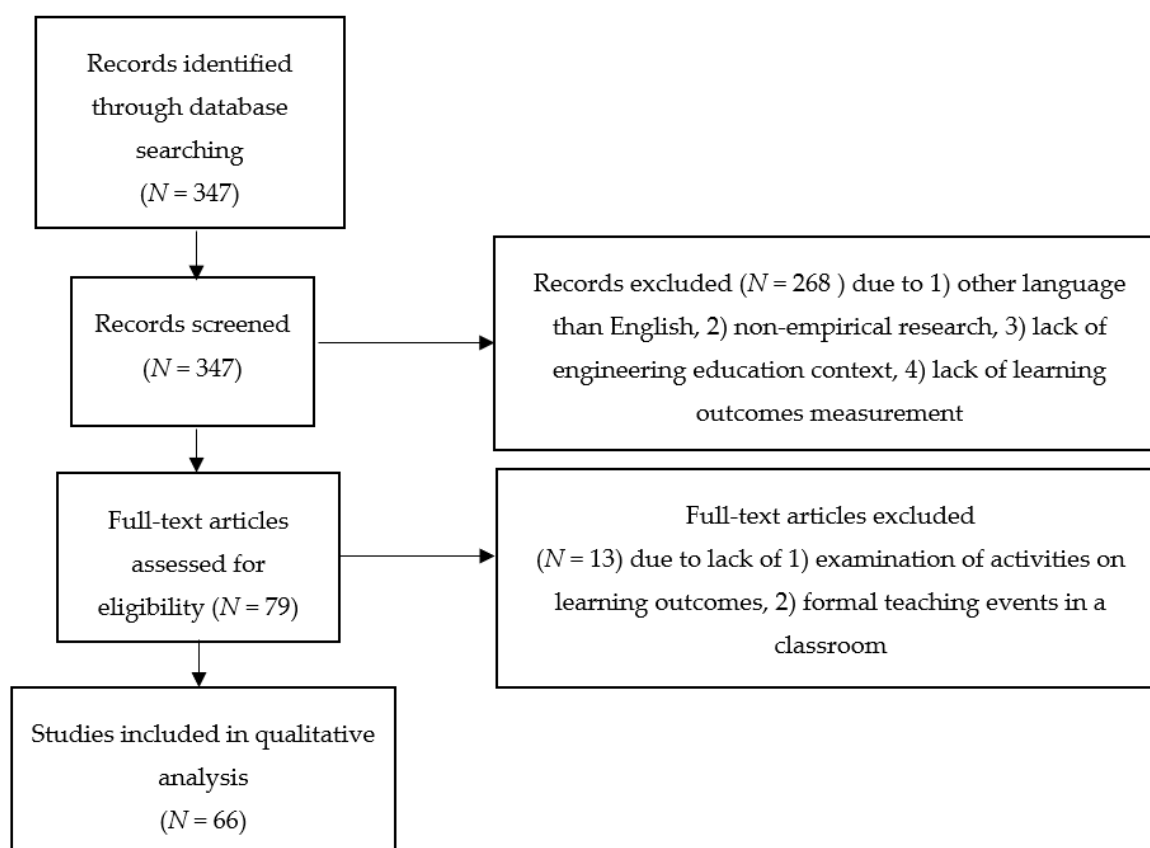 Records identified
through database
searching
(N = 347)
Records screened
(N = 347)
Records excluded (N = 268 ) due to 1) other language
than English, 2) non-empirical research, 3) lack of
engineering education context, 4) lack of learning
outcomes measurement
Full-text articles
assessed for
eligibility (N = 79)
Full-text articles excluded
(N = 13) due to lack of 1) examination of activities on
learning outcomes, 2) formal teaching events in a
classroom
Studies included in qualitative
analysis
(N = 66)